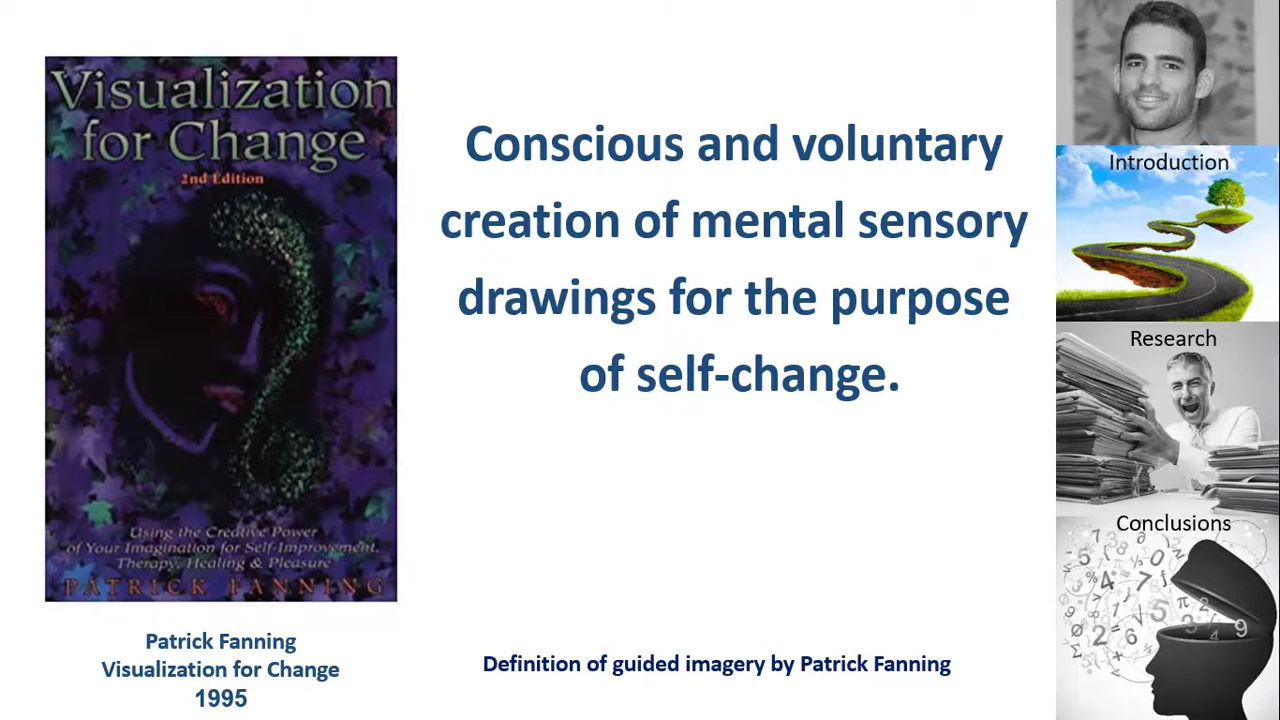 Visualization
for Change
2nd Edition
Using the Creative Power
of Your Imagination for Self-Improvement,
Therapy, Healing & Pleasure
PATRICK FANNING
Patrick Fanning
Visualization for Change
1995
Conscious and voluntary
creation of mental sensory
drawings for the purpose
of self-change.
Definition of guided imagery by Patrick Fanning
Introduction
Research
Conclusions